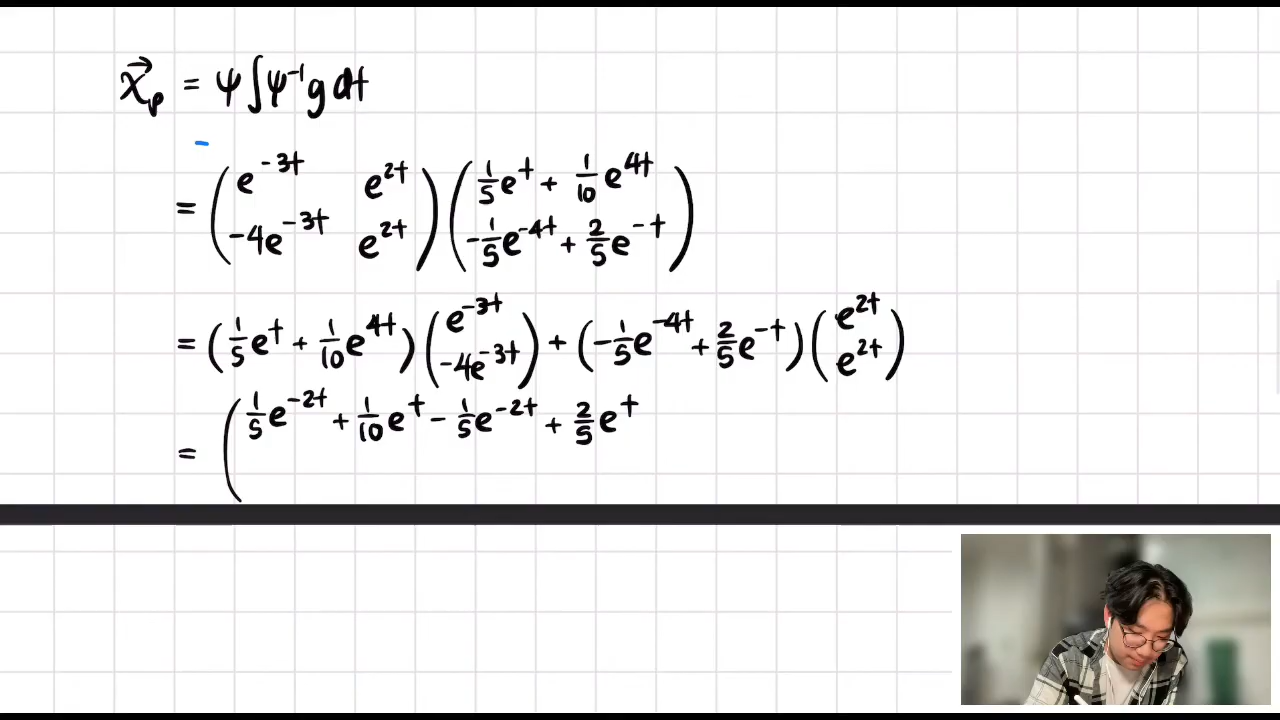 x⃗ₚ = ψ∫ψ⁻¹g dt
= (e^{-3t} e^{2t} ; -4e^{-3t} e^{2t}) (1/5 e^t + 1/10 e^{4t} ; -1/5 e^{-4t} + 2/5 e^{-t})
= (1/5 e^t + 1/10 e^{4t}) (e^{-3t} ; -4e^{-3t}) + (-1/5 e^{-4t} + 2/5 e^{-t}) (e^{2t} ; e^{2t})
= (1/5 e^{-2t} + 1/10 e^t - 1/5 e^{-2t} + 2/5 e^t